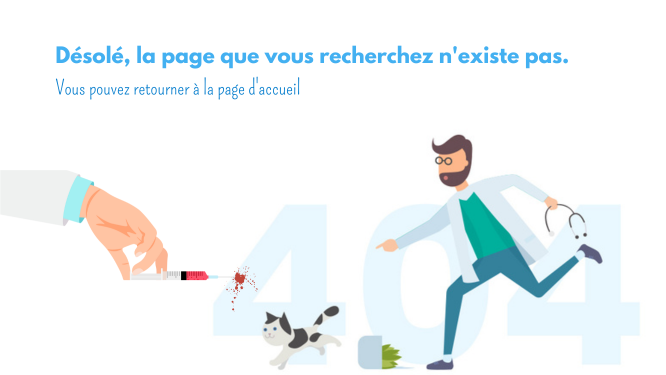 Désolé, la page que vous recherchez n'existe pas.
Vous pouvez retourner à la page d'accueil
404